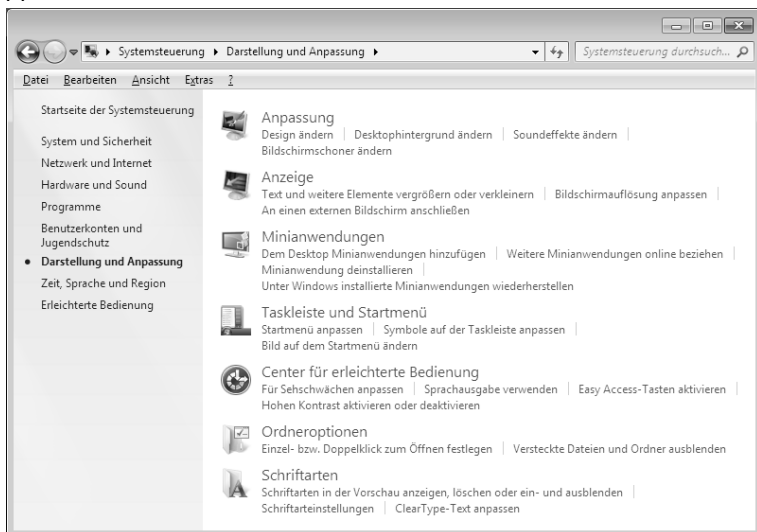 Systemsteuerung ▸ Darstellung und Anpassung ▸ Systemsteuerung durchsuch...
Datei Bearbeiten Ansicht Extras ?
Startseite der Systemsteuerung
System und Sicherheit
Netzwerk und Internet
Hardware und Sound
Programme
Benutzerkonten und
Jugendschutz
Darstellung und Anpassung
Zeit, Sprache und Region
Erleichterte Bedienung
Anpassung
Design ändern | Desktophintergrund ändern | Soundeffekte ändern |
Bildschirmschoner ändern
Anzeige
Text und weitere Elemente vergrößern oder verkleinern | Bildschirmauflösung anpassen |
An einen externen Bildschirm anschließen
Minianwendungen
Dem Desktop Minianwendungen hinzufügen | Weitere Minianwendungen online beziehen |
Minianwendung deinstallieren |
Unter Windows installierte Minianwendungen wiederherstellen
Taskleiste und Startmenü
Startmenü anpassen | Symbole auf der Taskleiste anpassen |
Bild auf dem Startmenü ändern
Center für erleichterte Bedienung
Für Sehschwächen anpassen | Sprachausgabe verwenden | Easy Access-Tasten aktivieren |
Hohen Kontrast aktivieren oder deaktivieren
Ordneroptionen
Einzel- bzw. Doppelklick zum Öffnen festlegen | Versteckte Dateien und Ordner ausblenden
Schriftarten
Schriftarten in der Vorschau anzeigen, löschen oder ein- und ausblenden |
Schriftarteinstellungen | ClearType-Text anpassen